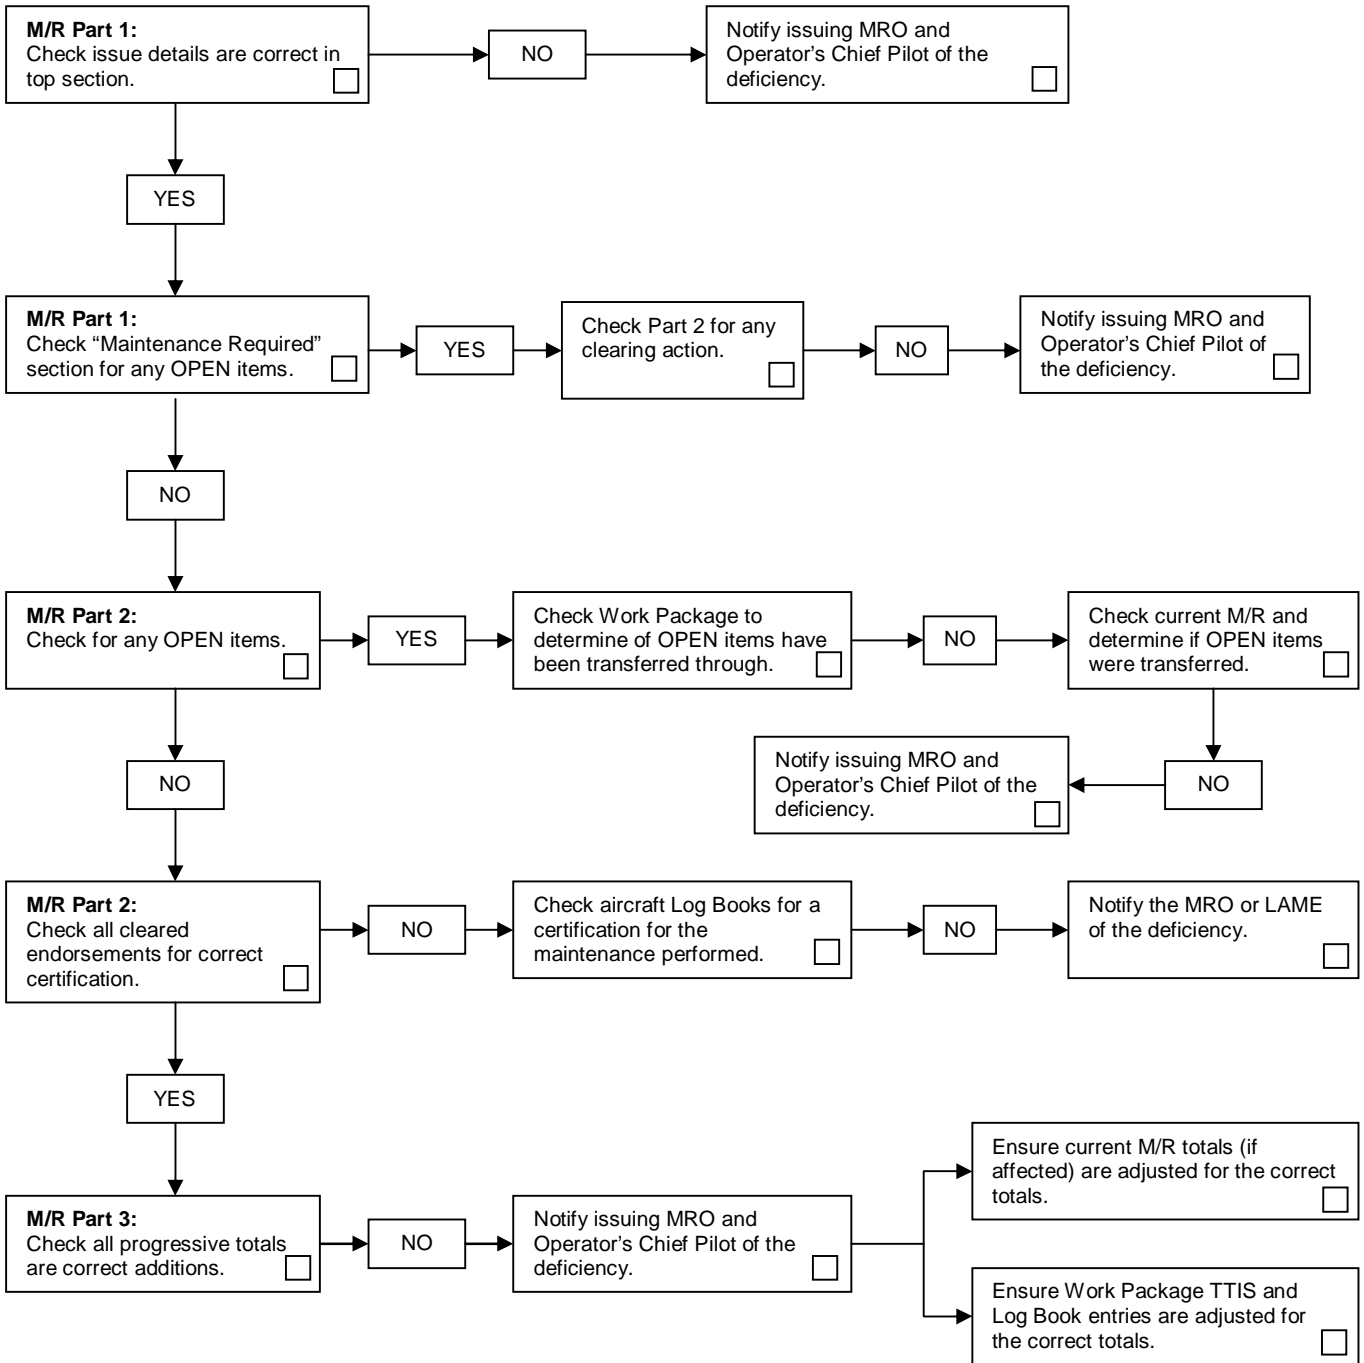 M/R Part 1:
Check issue details are correct in
top section.
NO
Notify issuing MRO and
Operator's Chief Pilot of the
deficiency.
YES
M/R Part 1:
Check “Maintenance Required”
section for any OPEN items.
YES
Check Part 2 for any
clearing action.
NO
Notify issuing MRO and
Operator's Chief Pilot of
the deficiency.
NO
M/R Part 2:
Check for any OPEN items.
YES
Check Work Package to
determine of OPEN items have
been transferred through.
NO
Check current M/R and
determine if OPEN items
were transferred.
NO
Notify issuing MRO and
Operator's Chief Pilot of the
deficiency.
NO
M/R Part 2:
Check all cleared
endorsements for correct
certification.
NO
Check aircraft Log Books for a
certification for the
maintenance performed.
NO
Notify the MRO or LAME
of the deficiency.
YES
M/R Part 3:
Check all progressive totals
are correct additions.
NO
Notify issuing MRO and
Operator's Chief Pilot of the
deficiency.
Ensure current M/R totals (if
affected) are adjusted for the correct
totals.
Ensure Work Package TTIS and
Log Book entries are adjusted for
the correct totals.